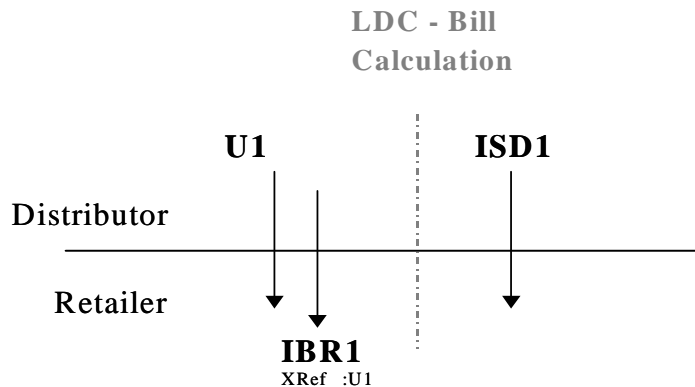 LDC - Bill
Calculation
U1
ISD1
Distributor
Retailer
IBR1
XRef :U1